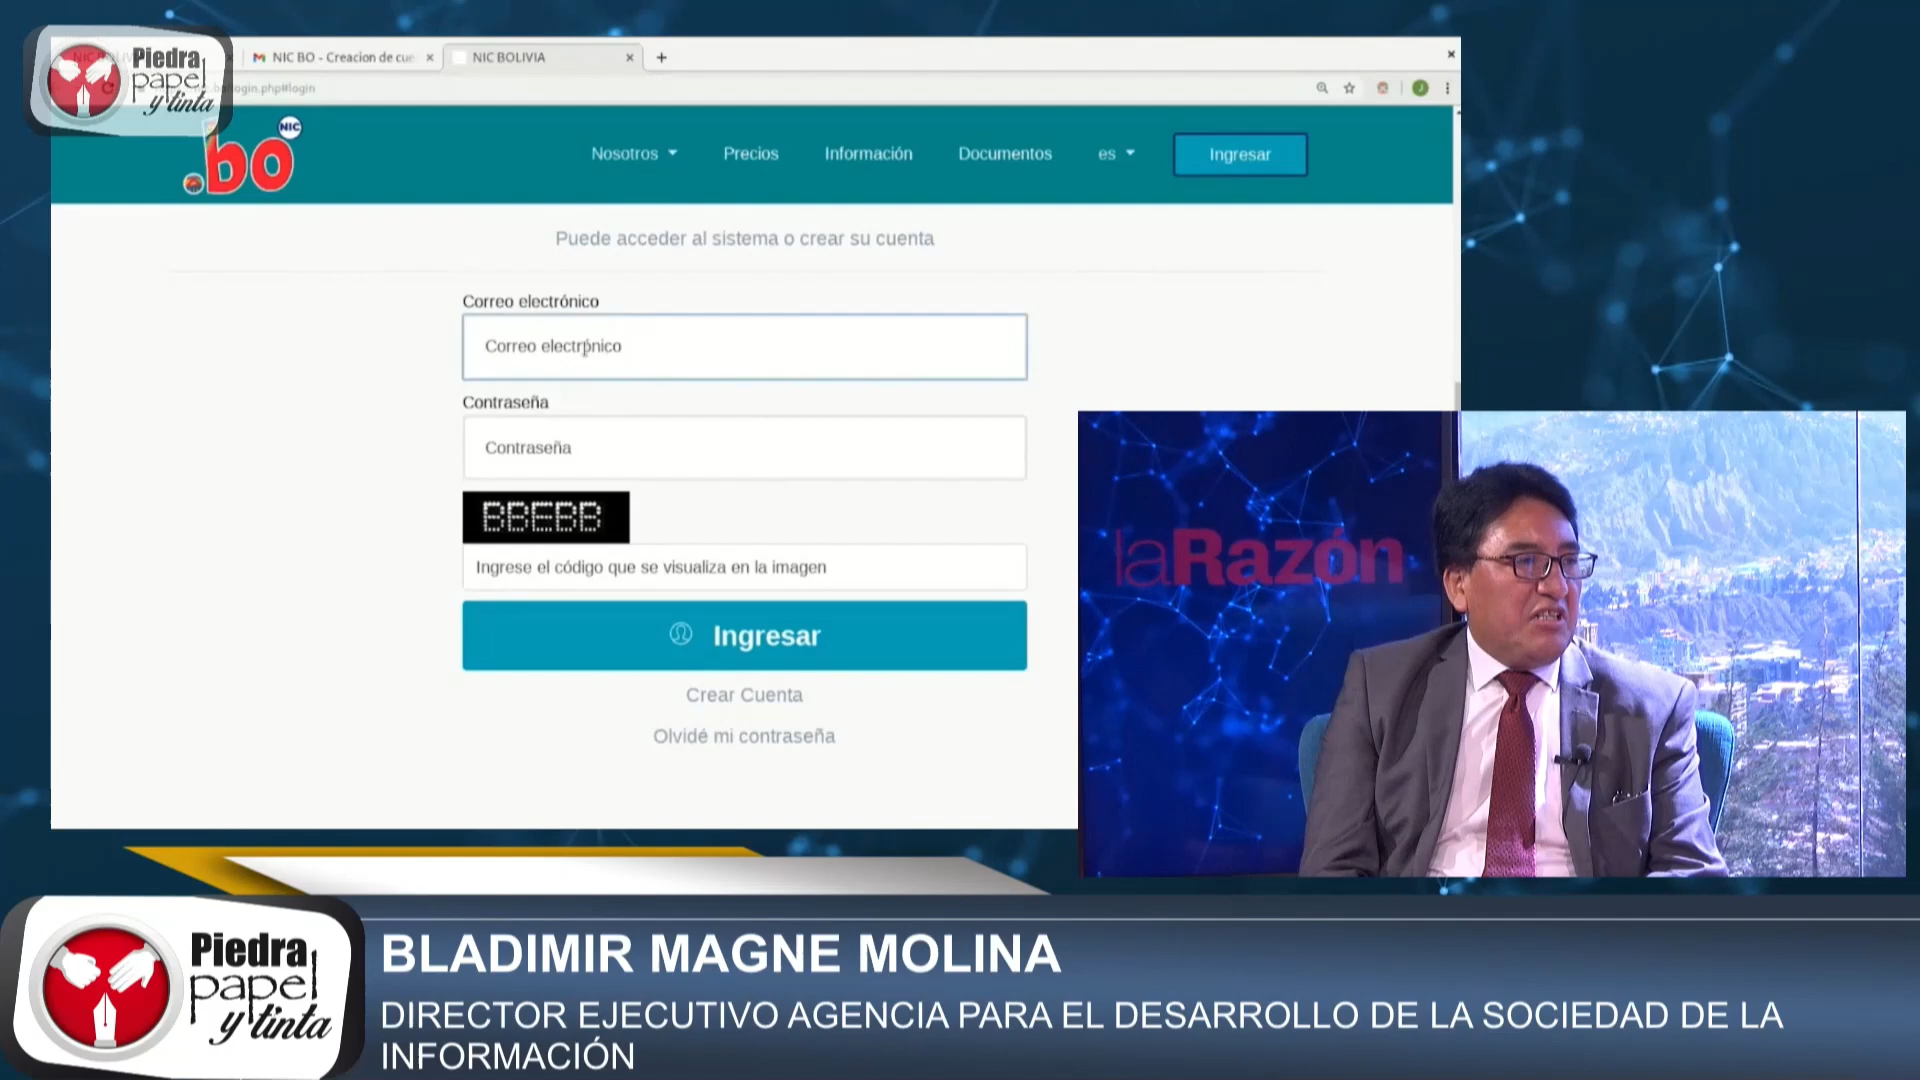 Piedra
papel
y tinta
NIC BO - Creacion de cue
NIC BOLIVIA
login.php#login
NIC
.bo
Nosotros
Precios
Información
Documentos
es
Ingresar
Puede acceder al sistema o crear su cuenta
Correo electrónico
Correo electrónico
Contraseña
Contraseña
BBEBB
Ingrese el código que se visualiza en la imagen
Ingresar
Crear Cuenta
Olvidé mi contraseña
laRazón
Piedra
papel
y tinta
BLADIMIR MAGNE MOLINA
DIRECTOR EJECUTIVO AGENCIA PARA EL DESARROLLO DE LA SOCIEDAD DE LA
INFORMACIÓN